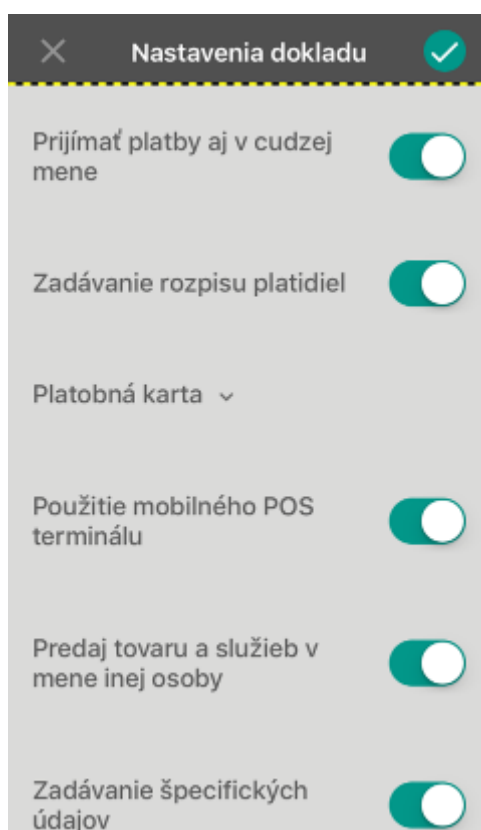 Nastavenia dokladu
Prijímať platby aj v cudzej
mene
Zadávanie rozpisu platidiel
Platobná karta
Použitie mobilného POS
terminálu
Predaj tovaru a služieb v
mene inej osoby
Zadávanie špecifických
údajov